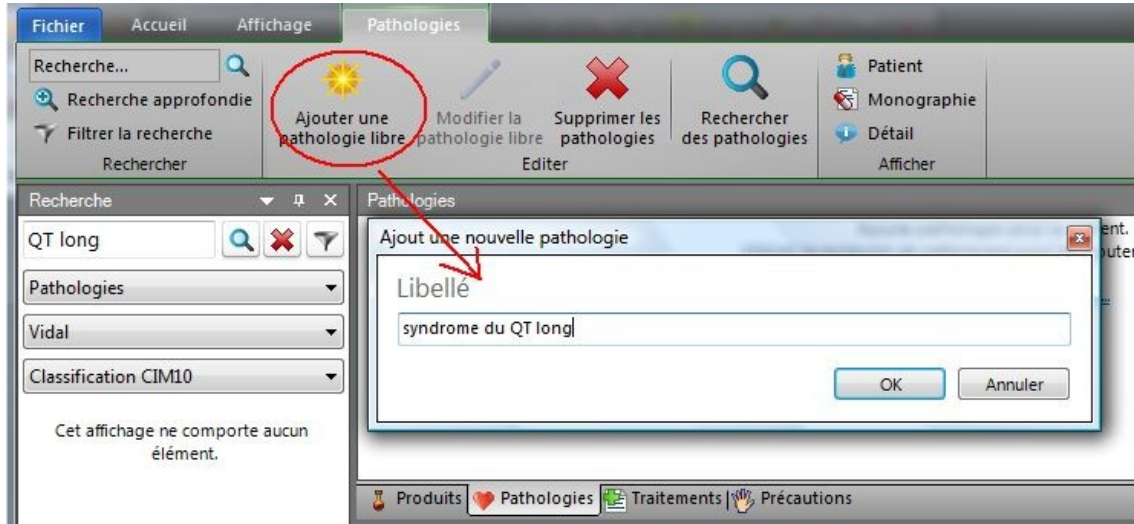 Fichier Accueil Affichage Pathologies
Recherche...
Recherche approfondie
Filtrer la recherche
Rechercher
Ajouter une
pathologie libre
Modifier la
pathologie libre
Supprimer les
pathologies
Rechercher
des pathologies
Editer
Patient
Monographie
Détail
Afficher
Recherche
QT long
Pathologies
Vidal
Classification CIM10
Cet affichage ne comporte aucun
élément.
Pathologies
Ajout une nouvelle pathologie
Libellé
syndrome du QT long
OK Annuler
Produits Pathologies Traitements Précautions